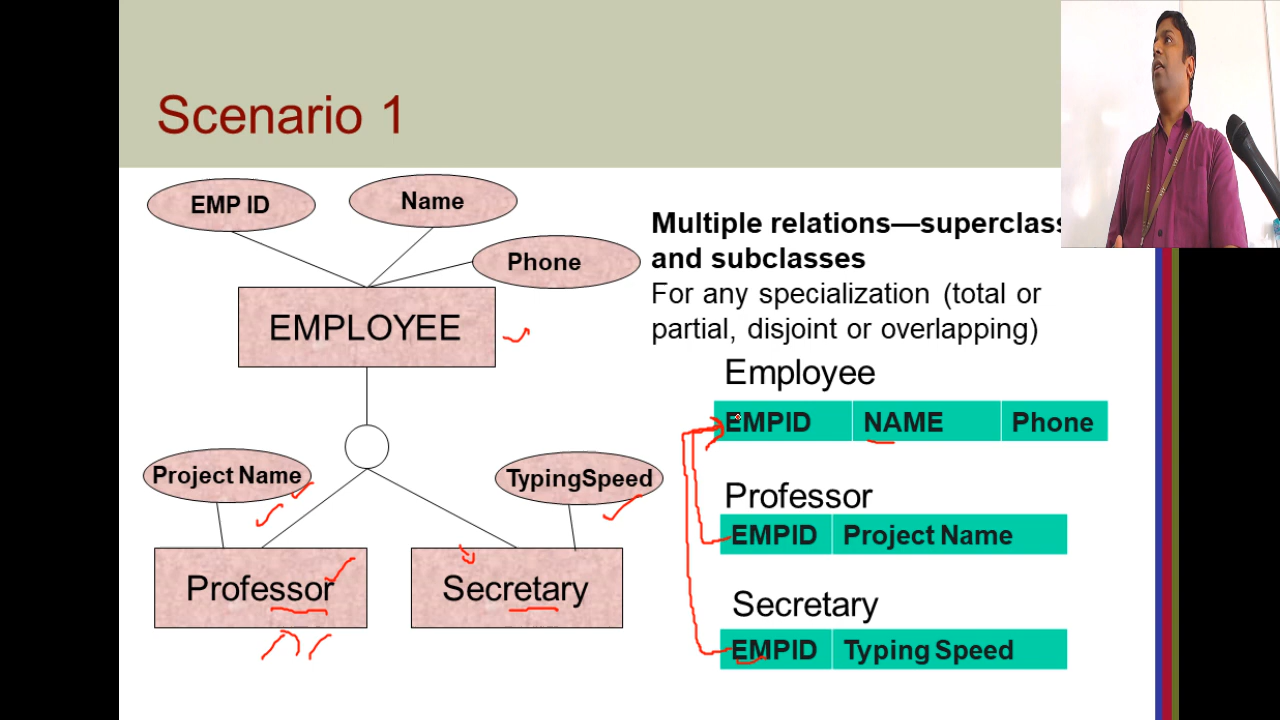 Scenario 1
EMP ID
Name
Phone
EMPLOYEE
Project Name
TypingSpeed
Professor
Secretary
Multiple relations—superclass
and subclasses
For any specialization (total or
partial, disjoint or overlapping)
Employee
EMPID NAME Phone
Professor
EMPID Project Name
Secretary
EMPID Typing Speed